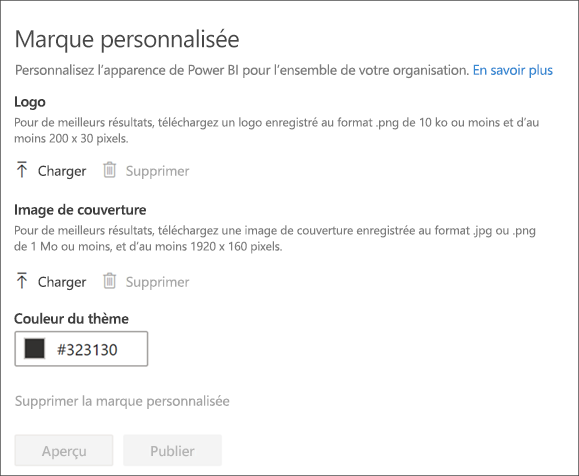 Marque personnalisée
Personnalisez l'apparence de Power BI pour l'ensemble de votre organisation. En savoir plus
Logo
Pour de meilleurs résultats, téléchargez un logo enregistré au format .png de 10 ko ou moins et d'au
moins 200 x 30 pixels.
Charger Supprimer
Image de couverture
Pour de meilleurs résultats, téléchargez une image de couverture enregistrée au format .jpg ou .png
de 1 Mo ou moins, et d'au moins 1920 x 160 pixels.
Charger Supprimer
Couleur du thème
#323130
Supprimer la marque personnalisée
Aperçu Publier